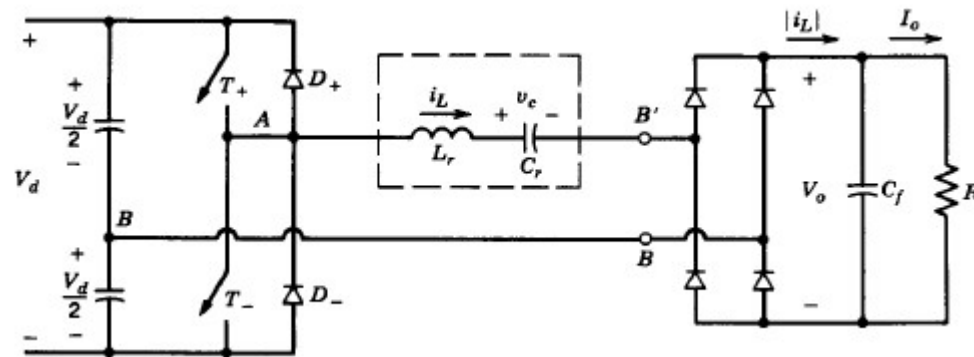 +
+
V_d/2
−
V_d
B
+
V_d/2
−
−
T_+
D_+
A
T_−
D_−
i_L
L_r
+ v_c −
C_r
B'
B
|i_L|
I_o
+
V_o
−
C_f